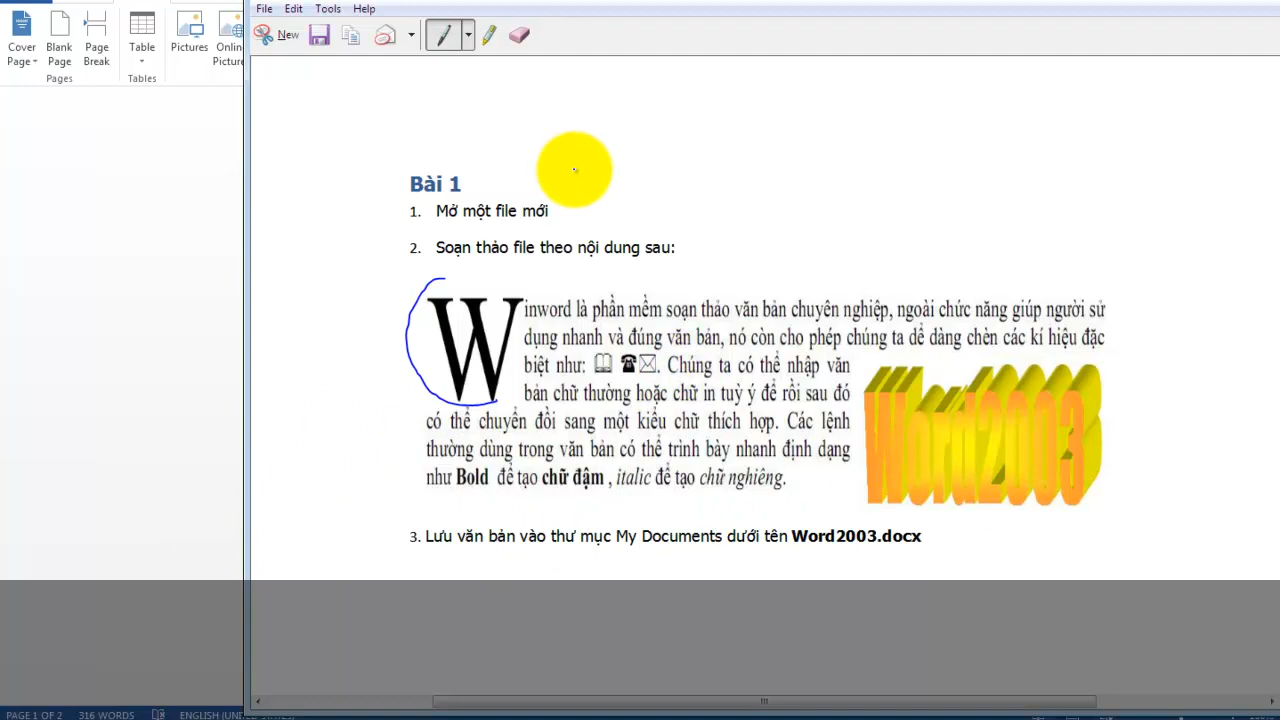 File Edit Tools Help
New
Cover Page
Blank Page
Page Break
Table
Pictures
Online Picture
Pages
Tables
Bài 1
1. Mở một file mới
2. Soạn thảo file theo nội dung sau:
Winword là phần mềm soạn thảo văn bản chuyên nghiệp, ngoài chức năng giúp người sử
dụng nhanh và đúng văn bản, nó còn cho phép chúng ta dể dàng chèn các kí hiệu đặc
biệt như: 🕮 ☎✉. Chúng ta có thể nhập văn
bản chữ thường hoặc chữ in tuỳ ý để rồi sau đó
có thể chuyển đổi sang một kiểu chữ thích hợp. Các lệnh
thường dùng trong văn bản có thể trình bày nhanh định dạng
như Bold để tạo chữ đậm , italic để tạo chữ nghiêng.
Word2003
3. Lưu văn bản vào thư mục My Documents dưới tên Word2003.docx
PAGE 1 OF 2 316 WORDS